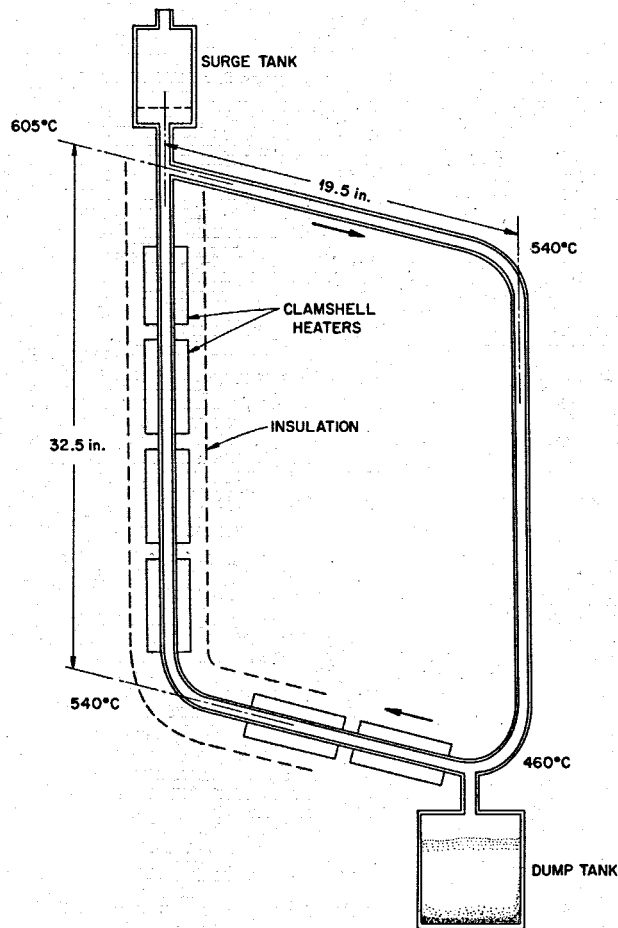 SURGE TANK
605°C
19.5 in.
540°C
CLAMSHELL
HEATERS
INSULATION
32.5 in.
540°C
460°C
DUMP TANK